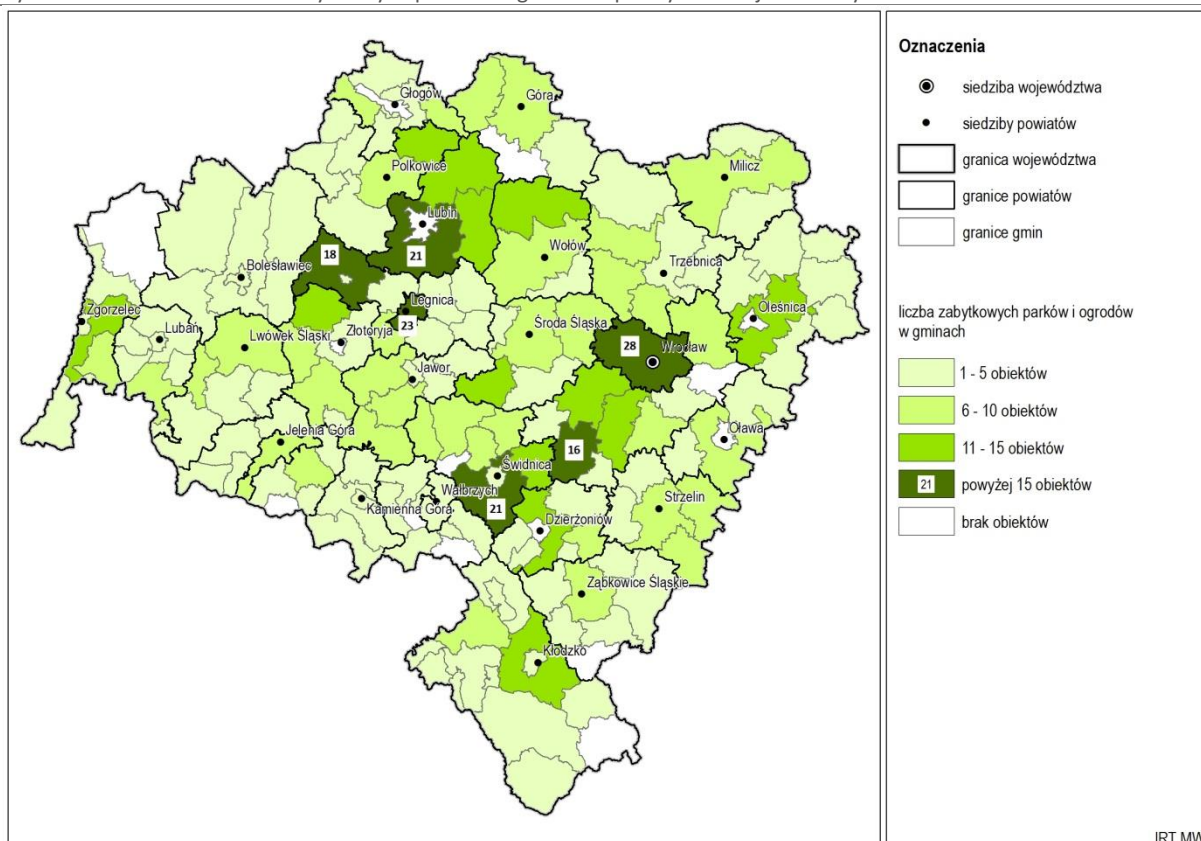 Głogów
Góra
Polkowice
Milicz
Lubin
21
18
Wołów
Trzebnica
Bolesławiec
Legnica
23
Oleśnica
Zgorzelec
Lubań
Lwówek Śląski
Złotoryja
Środa Śląska
28
Wrocław
Jawor
Jelenia Góra
16
Oława
Świdnica
Wałbrzych
21
Kamienna Góra
Strzelin
Dzierżoniów
Ząbkowice Śląskie
Kłodzko
Oznaczenia
siedziba województwa
siedziby powiatów
granica województwa
granice powiatów
granice gmin
liczba zabytkowych parków i ogrodów
w gminach
1 - 5 obiektów
6 - 10 obiektów
11 - 15 obiektów
21 powyżej 15 obiektów
brak obiektów
IRT MW